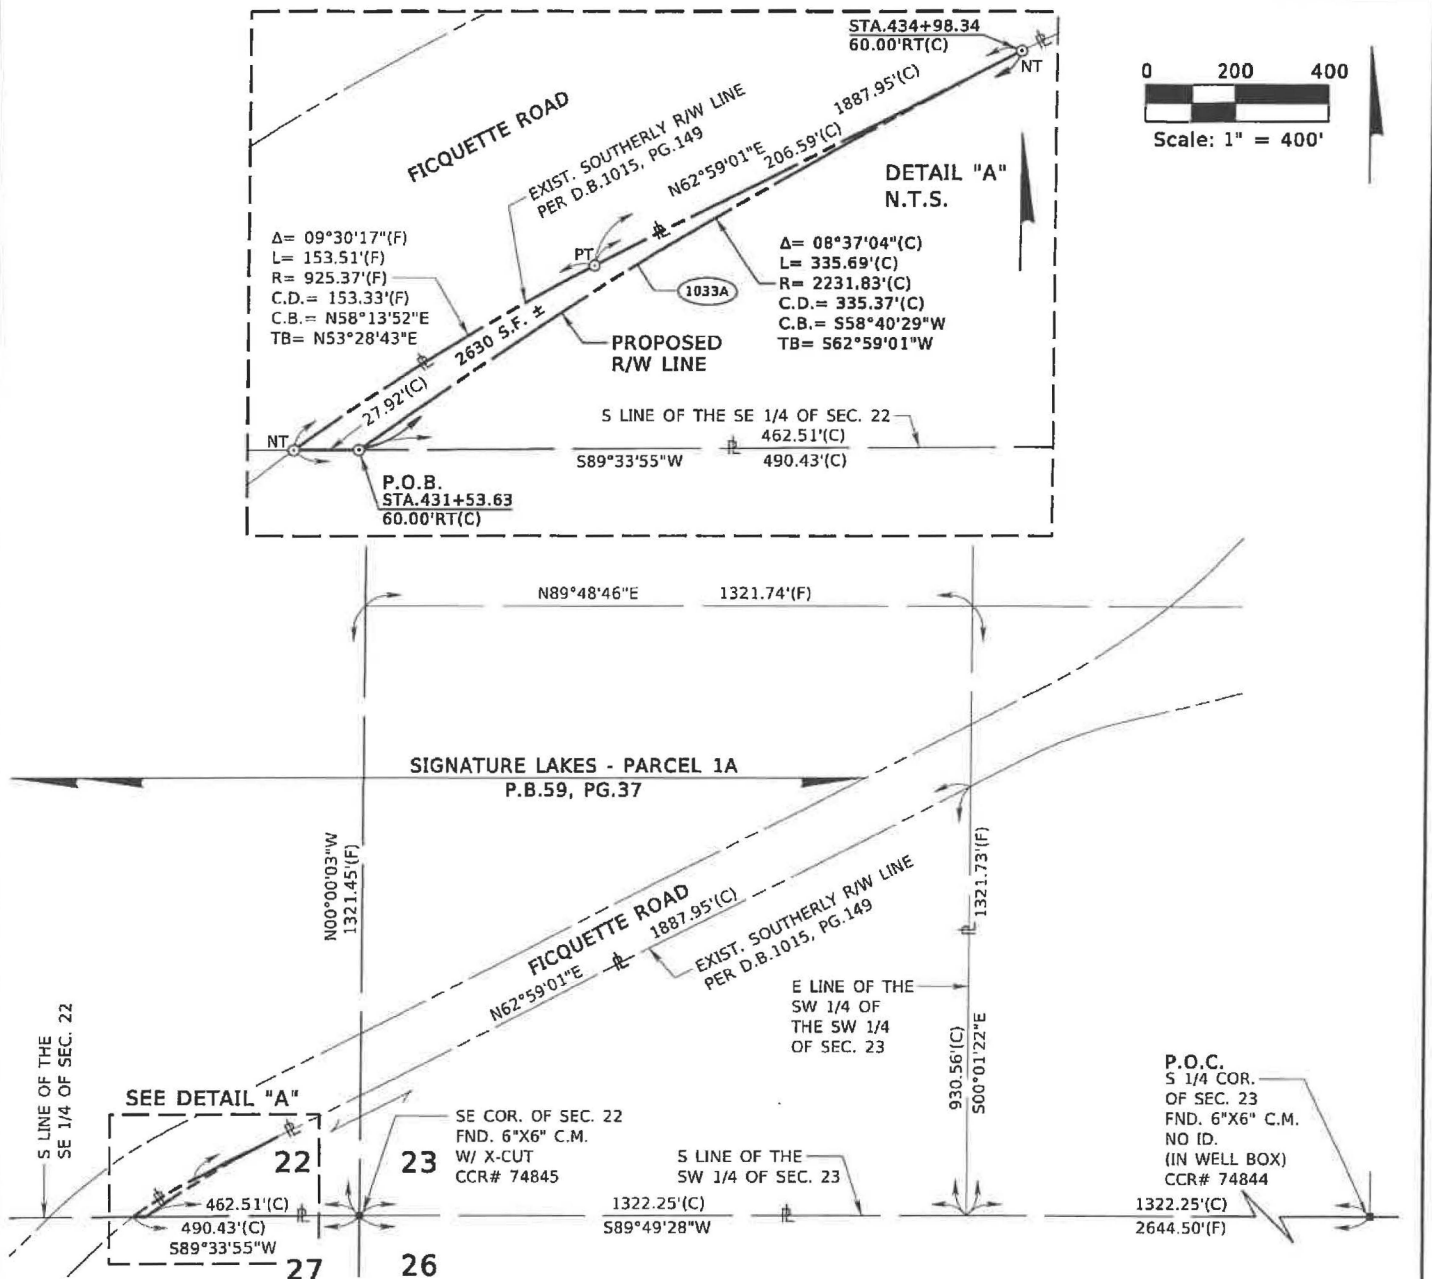 STA.434+98.34
60.00'RT(C)
NT
1887.95'(C)
N62°59'01"E
206.59'(C)
FICQUETTE ROAD
EXIST. SOUTHERLY R/W LINE
PER D.B.1015, PG.149
DETAIL "A"
N.T.S.
0 200 400
Scale: 1" = 400'
Δ= 09°30'17"(F)
L= 153.51'(F)
R= 925.37'(F)
C.D.= 153.33'(F)
C.B.= N58°13'52"E
TB= N53°28'43"E
PT
1033A
Δ= 08°37'04"(C)
L= 335.69'(C)
R= 2231.83'(C)
C.D.= 335.37'(C)
C.B.= S58°40'29"W
TB= S62°59'01"W
2630 S.F. ±
PROPOSED
R/W LINE
27.92'(C)
NT
S LINE OF THE SE 1/4 OF SEC. 22
462.51'(C)
S89°33'55"W
490.43'(C)
P.O.B.
STA.431+53.63
60.00'RT(C)
N89°48'46"E 1321.74'(F)
SIGNATURE LAKES - PARCEL 1A
P.B.59, PG.37
N00°00'03"W
1321.45'(F)
1321.73'(F)
FICQUETTE ROAD
1887.95'(C)
N62°59'01"E
EXIST. SOUTHERLY R/W LINE
PER D.B.1015, PG.149
E LINE OF THE
SW 1/4 OF
THE SW 1/4
OF SEC. 23
930.56'(C)
S00°01'22"E
S LINE OF THE
SE 1/4 OF SEC. 22
SEE DETAIL "A"
22
23
SE COR. OF SEC. 22
FND. 6"X6" C.M.
W/ X-CUT
CCR# 74845
S LINE OF THE
SW 1/4 OF SEC. 23
P.O.C.
S 1/4 COR.
OF SEC. 23
FND. 6"X6" C.M.
NO ID.
(IN WELL BOX)
CCR# 74844
462.51'(C)
490.43'(C)
S89°33'55"W
1322.25'(C)
S89°49'28"W
1322.25'(C)
2644.50'(F)
27
26